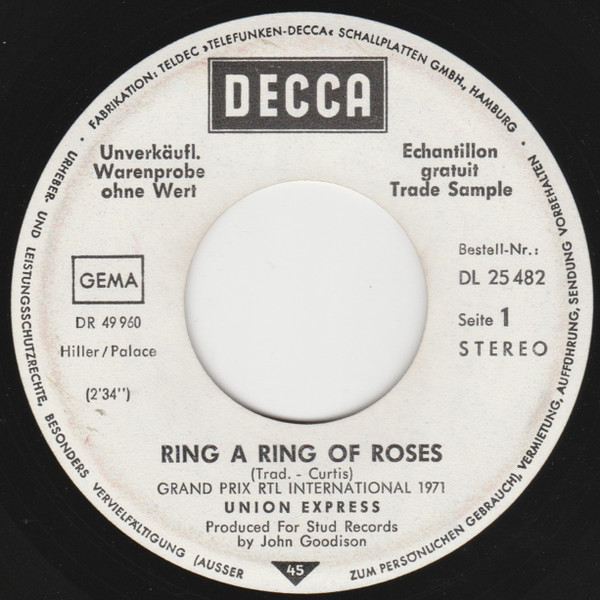 · FABRIKATION: TELDEC »TELEFUNKEN-DECCA« SCHALLPLATTEN GMBH, HAMBURG ·
DECCA
Unverkäufl.
Warenprobe
ohne Wert
Echantillon
gratuit
Trade Sample
GEMA
DR 49 960
Hiller/Palace
(2'34'')
Bestell-Nr.:
DL 25 482
Seite 1
STEREO
RING A RING OF ROSES
(Trad. - Curtis)
GRAND PRIX RTL INTERNATIONAL 1971
UNION EXPRESS
Produced For Stud Records
by John Goodison
45
URHEBER- UND LEISTUNGSSCHUTZRECHTE, BESONDERS VERVIELFÄLTIGUNG (AUSSER ZUM PERSÖNLICHEN GEBRAUCH), VERMIETUNG, AUFFÜHRUNG, SENDUNG VORBEHALTEN